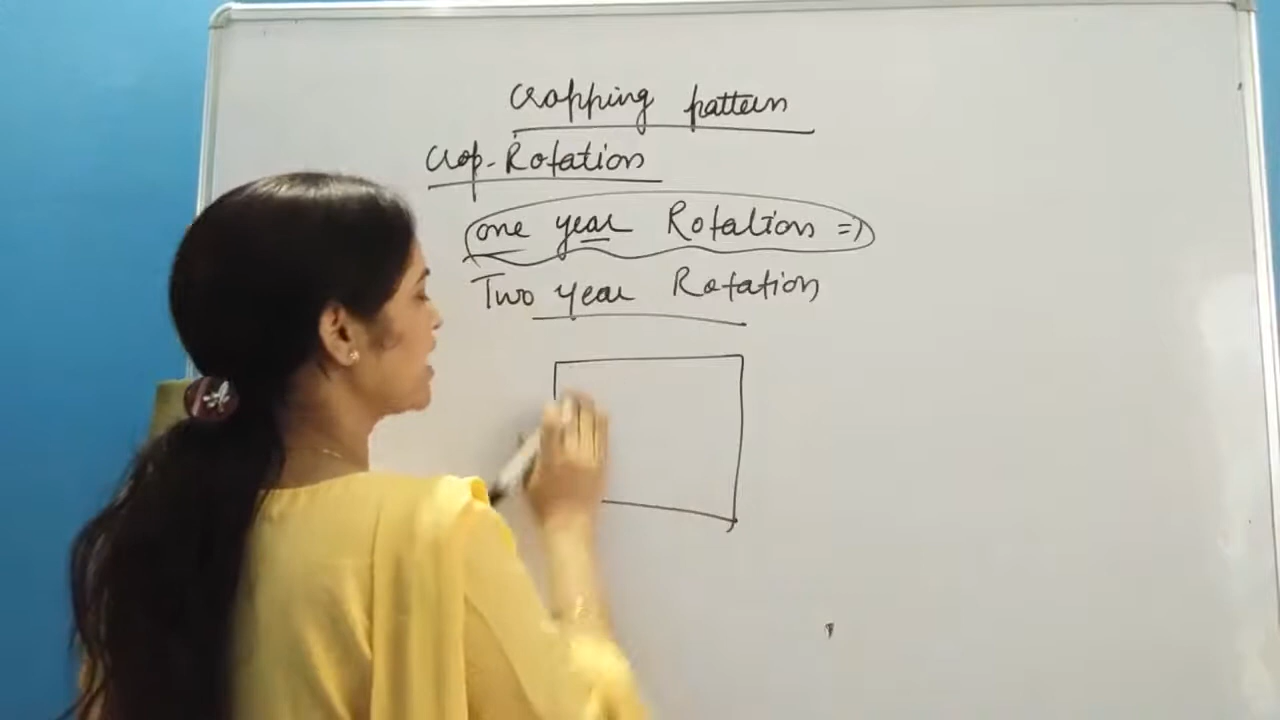 Cropping pattern
Crop-Rotation
one year Rotation =>
Two year Rotation